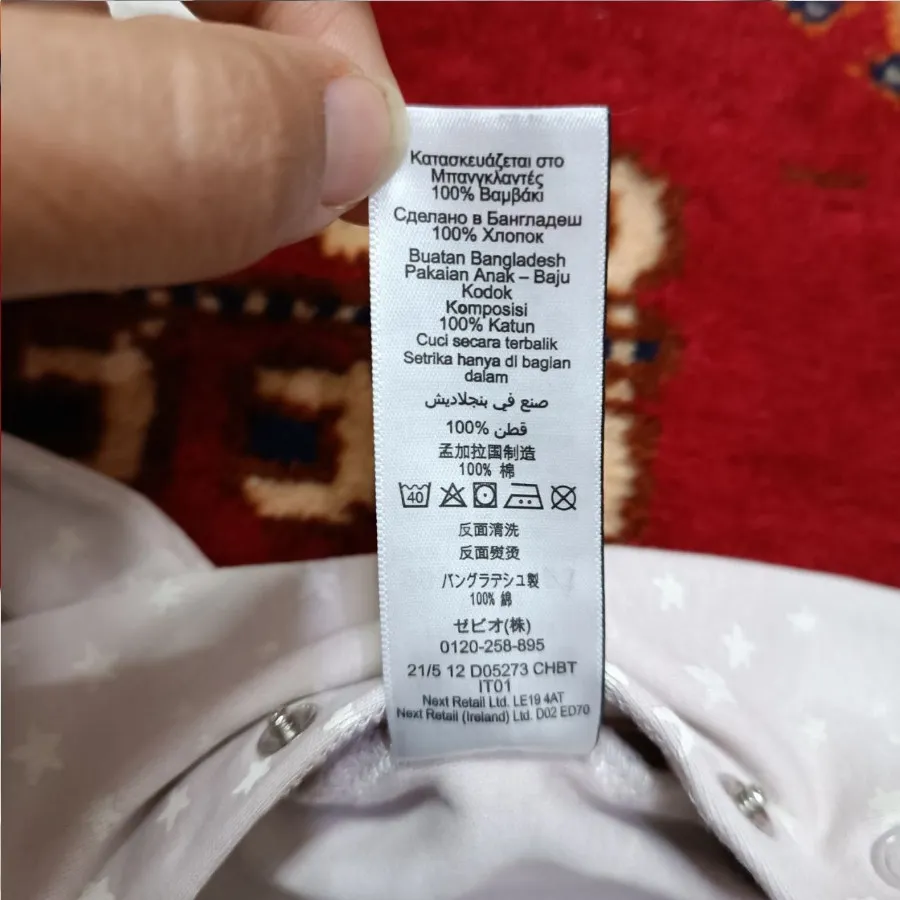 Κατασκευάζεται στο
Μπανγκλαντές
100% Βαμβάκι
Сделано в Бангладеш
100% Хлопок
Buatan Bangladesh
Pakaian Anak – Baju
Kodok
Komposisi
100% Katun
Cuci secara terbalik
Setrika hanya di bagian
dalam
صنع في بنجلاديش
100% قطن
孟加拉国制造
100% 棉
40
反面清洗
反面熨烫
バングラデシュ製
100% 綿
ゼビオ(株)
0120-258-895
21/5 12 D05273 CHBT
IT01
Next Retail Ltd. LE19 4AT
Next Retail (Ireland) Ltd. D02 ED70